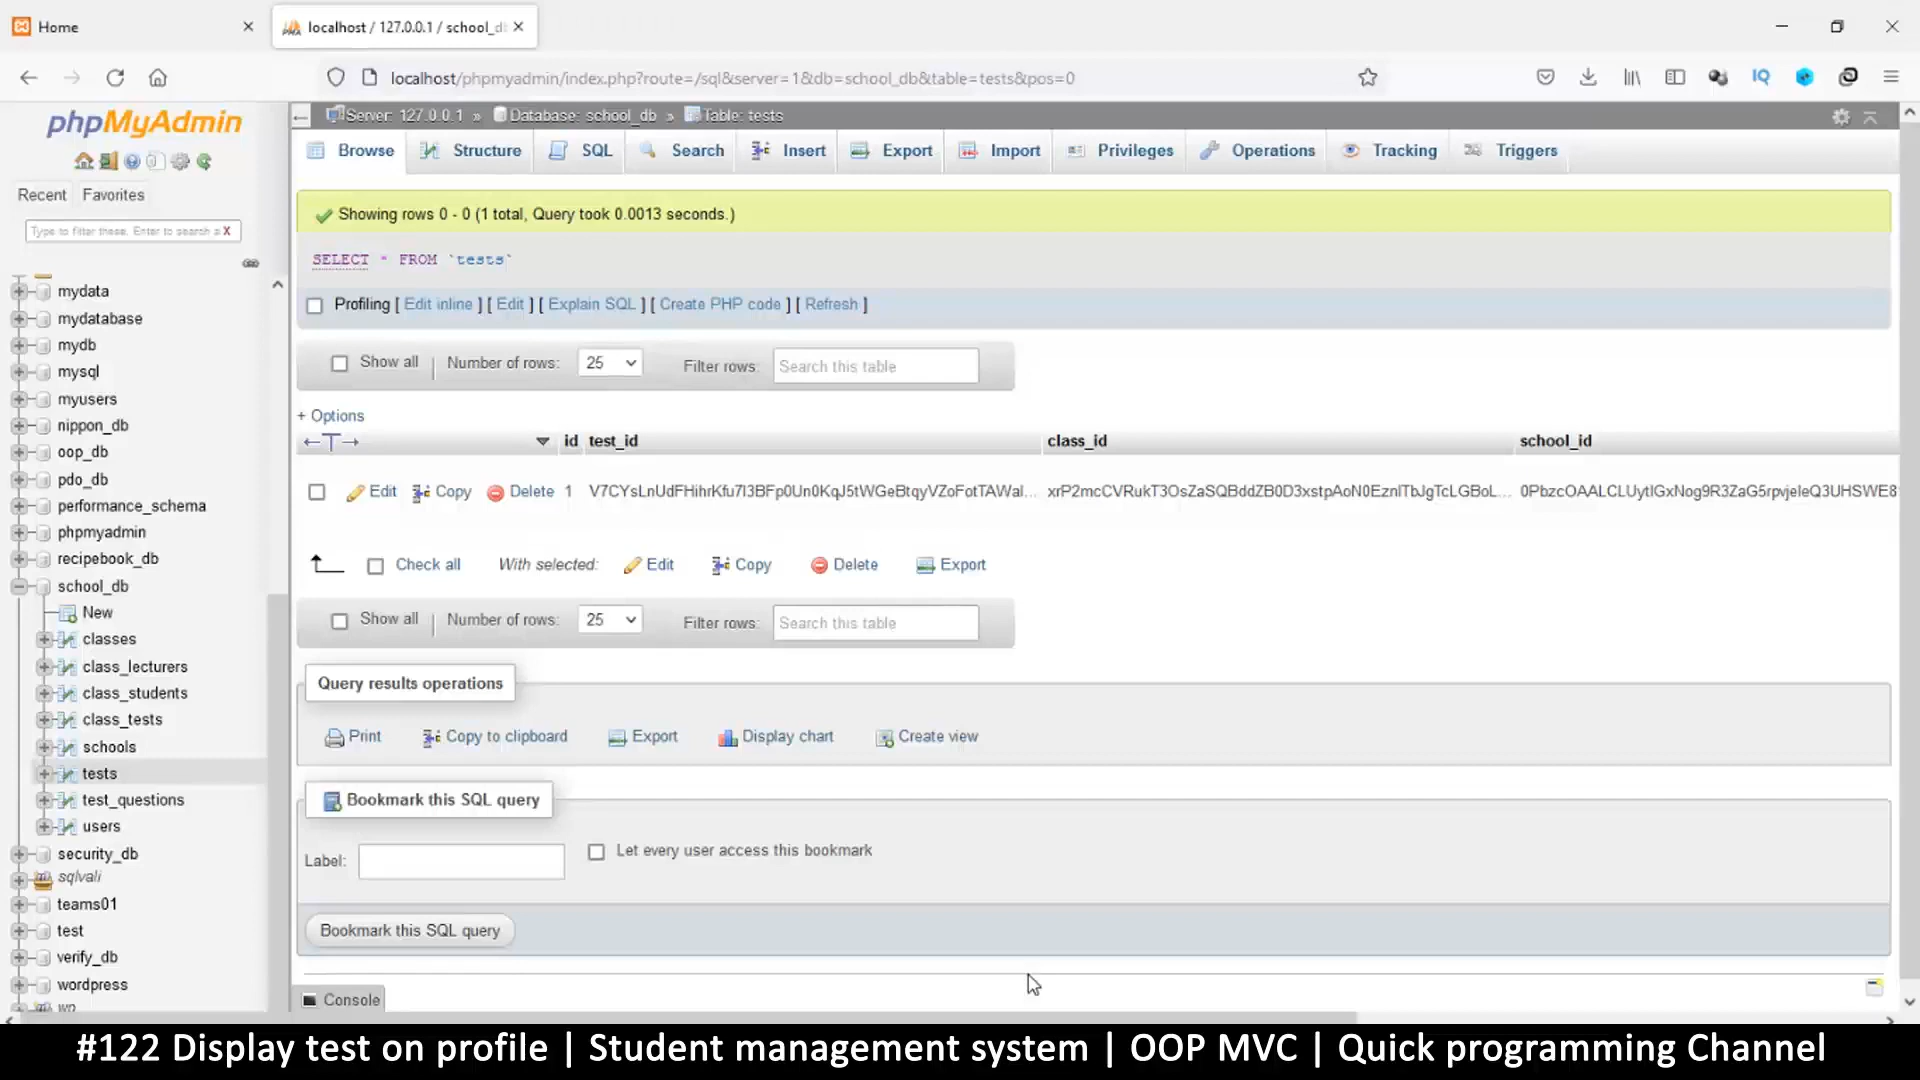 Home
localhost / 127.0.0.1 / school_d
localhost/phpmyadmin/index.php?route=/sql&server=1&db=school_db&table=tests&pos=0
IQ
phpMyAdmin
Recent Favorites
Type to filter these, Enter to search a X
mydata
mydatabase
mydb
mysql
myusers
nippon_db
oop_db
pdo_db
performance_schema
phpmyadmin
recipebook_db
school_db
New
classes
class_lecturers
class_students
class_tests
schools
tests
test_questions
users
security_db
sqlvali
teams01
test
verify_db
wordpress
wp
Server: 127.0.0.1 » Database: school_db » Table: tests
Browse Structure SQL Search Insert Export Import Privileges Operations Tracking Triggers
Showing rows 0 - 0 (1 total, Query took 0.0013 seconds.)
SELECT * FROM `tests`
Profiling [ Edit inline ] [ Edit ] [ Explain SQL ] [ Create PHP code ] [ Refresh ]
Show all | Number of rows: 25 Filter rows: Search this table
+ Options
←T→ id test_id class_id school_id
Edit Copy Delete 1
Check all With selected: Edit Copy Delete Export
Show all | Number of rows: 25 Filter rows: Search this table
Query results operations
Print Copy to clipboard Export Display chart Create view
Bookmark this SQL query
Label: Let every user access this bookmark
Bookmark this SQL query
Console
#122 Display test on profile | Student management system | OOP MVC | Quick programming Channel